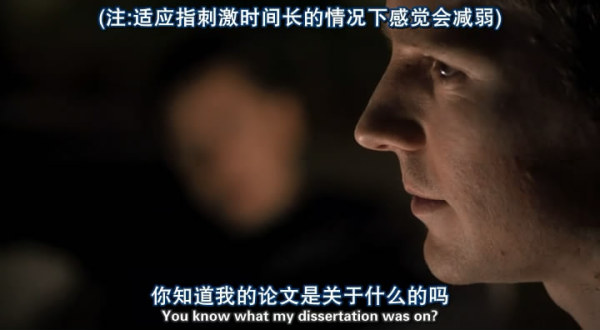 (注:适应指刺激时间长的情况下感觉会减弱)
你知道我的论文是关于什么的吗
You know what my dissertation was on?